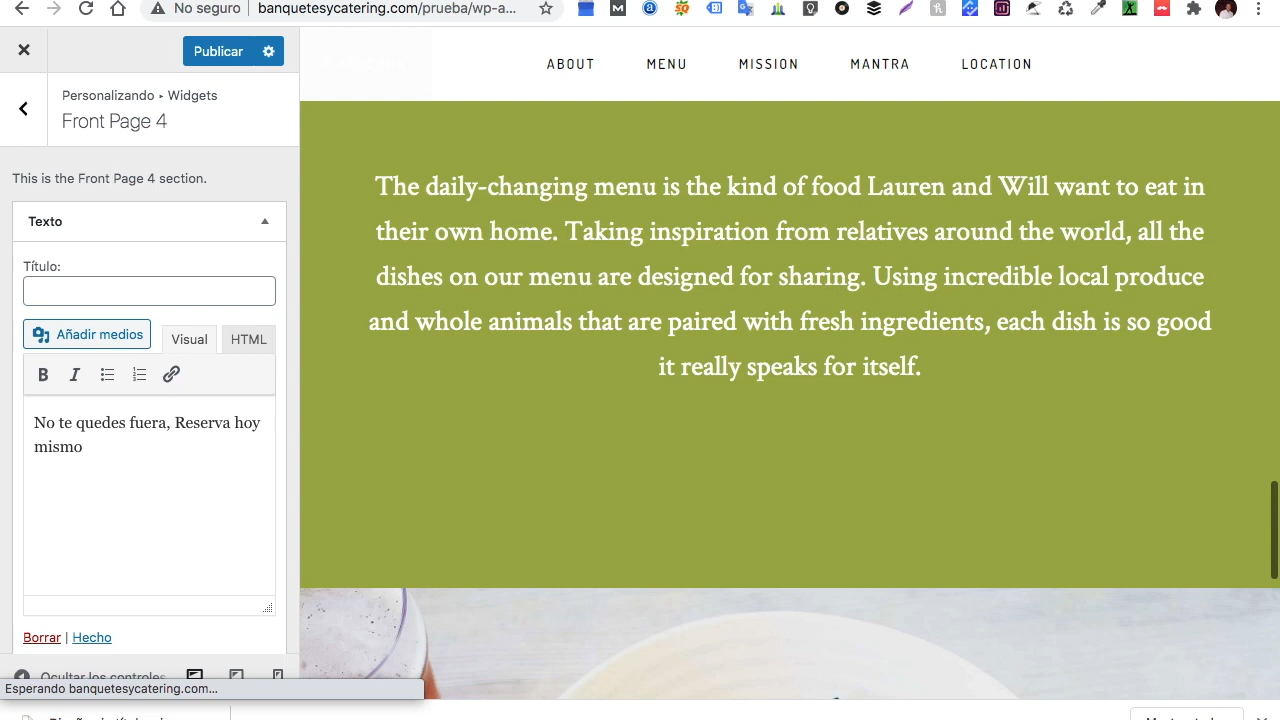 No seguro
banquetesycatering.com/prueba/wp-a...
Publicar
Personalizando ▸ Widgets
Front Page 4
This is the Front Page 4 section.
Texto
Título:
Añadir medios
Visual
HTML
B I
No te quedes fuera, Reserva hoy
mismo
Borrar | Hecho
Ocultar los controles
Esperando banquetesycatering.com...
ABOUT MENU MISSION MANTRA LOCATION
The daily-changing menu is the kind of food Lauren and Will want to eat in
their own home. Taking inspiration from relatives around the world, all the
dishes on our menu are designed for sharing. Using incredible local produce
and whole animals that are paired with fresh ingredients, each dish is so good
it really speaks for itself.